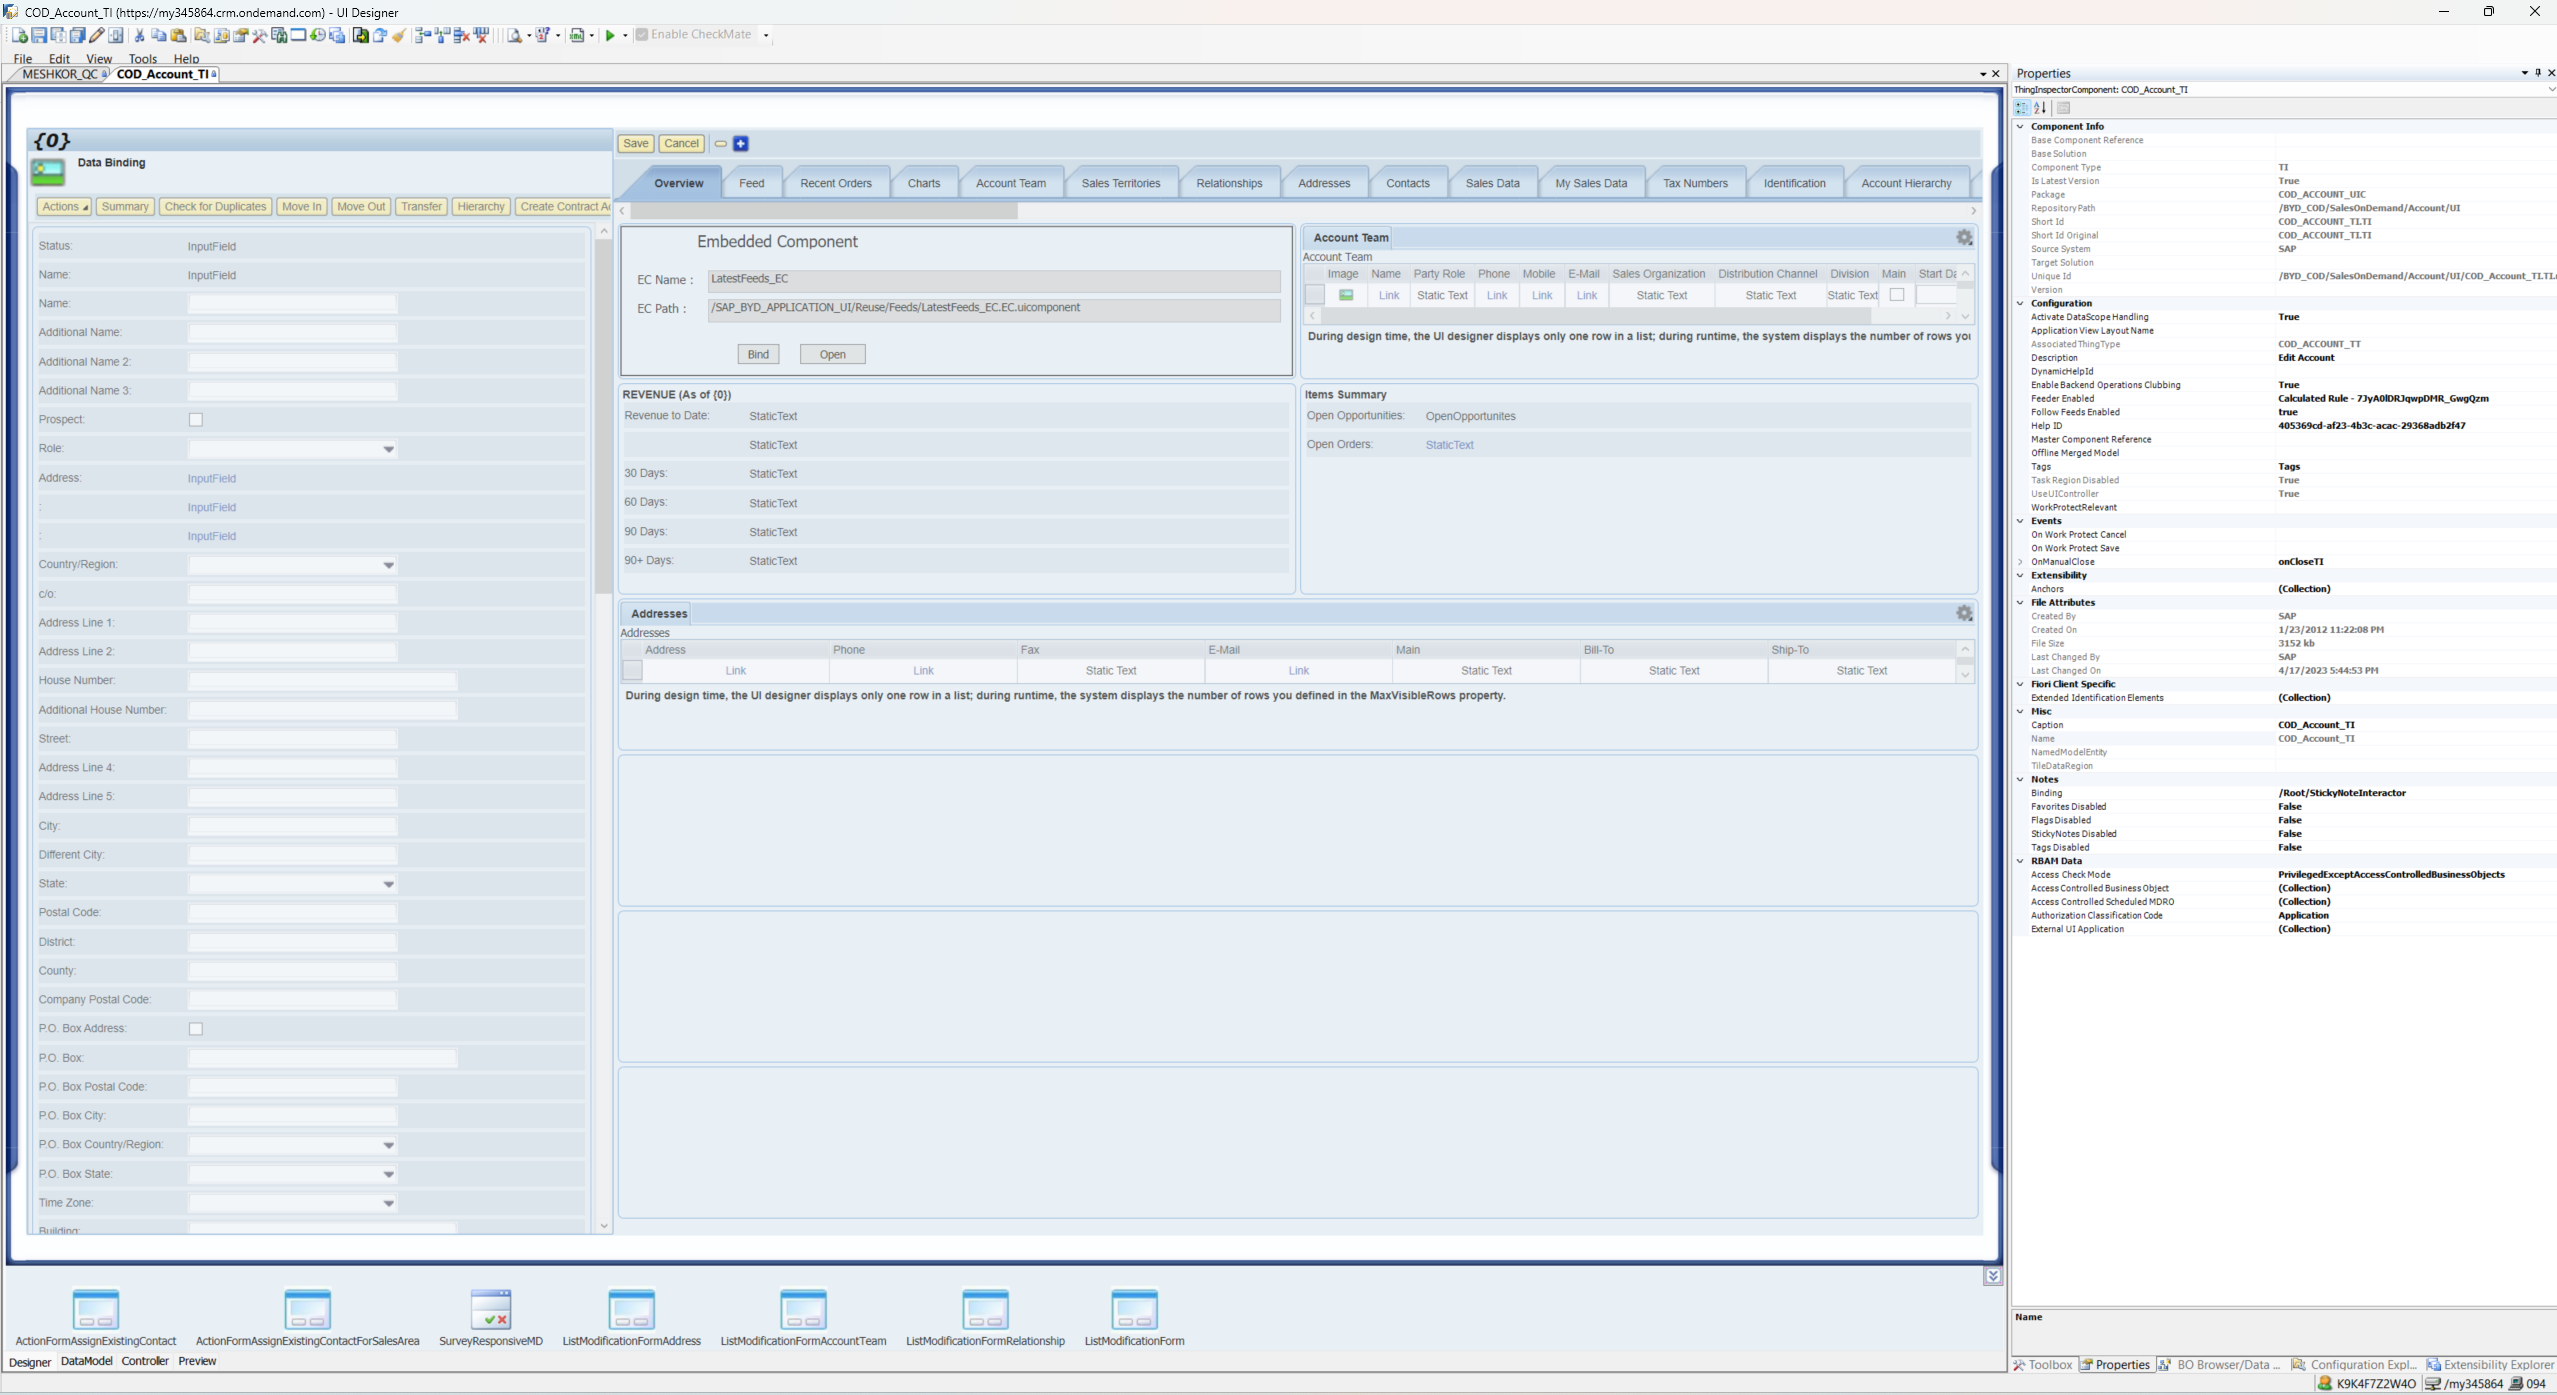 COD_Account_TI (https://my345864.crm.ondemand.com) - UI Designer
Enable CheckMate
File Edit View Tools Help
MESHKOR_QC COD_Account_TI
{0}
Data Binding
Actions Summary Check for Duplicates Move In Move Out Transfer Hierarchy Create Contract
Status: InputField
Name: InputField
Name:
Additional Name:
Additional Name 2:
Additional Name 3:
Prospect:
Role:
Address: InputField
: InputField
: InputField
Country/Region:
c/o:
Address Line 1:
Address Line 2:
House Number:
Additional House Number:
Street:
Address Line 4:
Address Line 5:
City:
Different City:
State:
Postal Code:
District:
County:
Company Postal Code:
P.O. Box Address:
P.O. Box:
P.O. Box Postal Code:
P.O. Box City:
P.O. Box Country/Region:
P.O. Box State:
Time Zone:
Building:
Save Cancel
Overview Feed Recent Orders Charts Account Team Sales Territories Relationships Addresses Contacts Sales Data My Sales Data Tax Numbers Identification Account Hierarchy
Embedded Component
EC Name : LatestFeeds_EC
EC Path : /SAP_BYD_APPLICATION_UI/Reuse/Feeds/LatestFeeds_EC.EC.uicomponent
Bind Open
Account Team
Account Team
Image Name Party Role Phone Mobile E-Mail Sales Organization Distribution Channel Division Main Start Da
Link Static Text Link Link Link Static Text Static Text Static Text
During design time, the UI designer displays only one row in a list; during runtime, the system displays the number of rows you
REVENUE (As of {0})
Revenue to Date: StaticText
StaticText
30 Days: StaticText
60 Days: StaticText
90 Days: StaticText
90+ Days: StaticText
Items Summary
Open Opportunities: OpenOpportunites
Open Orders: StaticText
Addresses
Addresses
Address Phone Fax E-Mail Main Bill-To Ship-To
Link Link Static Text Link Static Text Static Text Static Text
During design time, the UI designer displays only one row in a list; during runtime, the system displays the number of rows you defined in the MaxVisibleRows property.
ActionFormAssignExistingContact ActionFormAssignExistingContactForSalesArea SurveyResponsiveMD ListModificationFormAddress ListModificationFormAccountTeam ListModificationFormRelationship ListModificationForm
Designer DataModel Controller Preview
Properties
ThingInspectorComponent: COD_Account_TI
Component Info
Base Component Reference
Base Solution
Component Type TI
Is Latest Version True
Package COD_ACCOUNT_UIC
RepositoryPath /BYD_COD/SalesOnDemand/Account/UI
Short Id COD_ACCOUNT_TI.TI
Short Id Original COD_ACCOUNT_TI.TI
Source System SAP
Target Solution
Unique Id /BYD_COD/SalesOnDemand/Account/UI/COD_Account_TI.TI.
Version
Configuration
Activate DataScope Handling True
Application View Layout Name
Associated ThingType COD_ACCOUNT_TT
Description Edit Account
DynamicHelpId
Enable Backend Operations Clubbing True
Feeder Enabled Calculated Rule - 7JyA0lDRJqwpDMR_GwgQzm
Follow Feeds Enabled true
Help ID 405369cd-af23-4b3c-acac-29368adb2f47
Master Component Reference
Offline Merged Model
Tags Tags
Task Region Disabled True
UseUIController True
WorkProtectRelevant
Events
On Work Protect Cancel
On Work Protect Save
OnManualClose onCloseTI
Extensibility
Anchors (Collection)
File Attributes
Created By SAP
Created On 1/23/2012 11:22:08 PM
File Size 3152 kb
Last Changed By SAP
Last Changed On 4/17/2023 5:44:53 PM
Fiori Client Specific
Extended Identification Elements (Collection)
Misc
Caption COD_Account_TI
Name COD_Account_TI
NamedModelEntity
TileDataRegion
Notes
Binding /Root/StickyNoteInteractor
Favorites Disabled False
Flags Disabled False
StickyNotes Disabled False
Tags Disabled False
RBAM Data
Access Check Mode PrivilegedExceptAccessControlledBusinessObjects
Access Controlled Business Object (Collection)
Access Controlled Scheduled MDRO (Collection)
Authorization Classification Code Application
External UI Application (Collection)
Name
Toolbox Properties BO Browser/Data ... Configuration Expl... Extensibility Explorer
K9K4F7Z2W4O /my345864 094